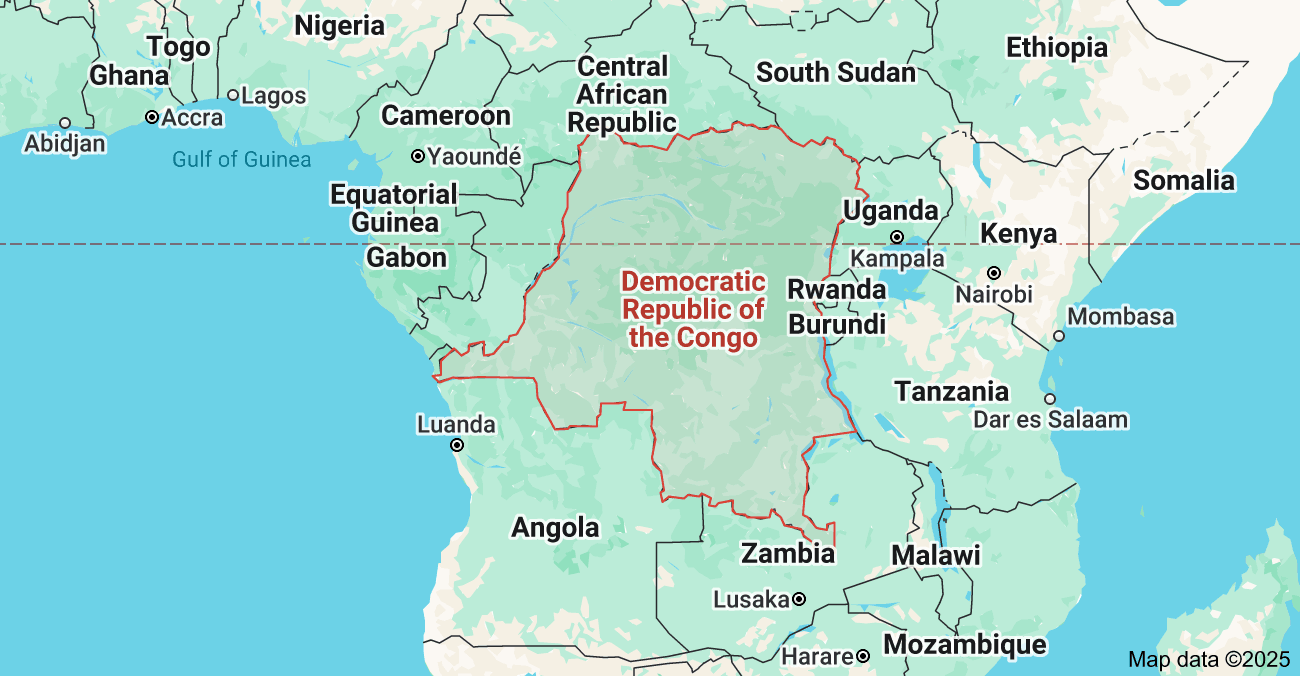 Nigeria
Togo
Ghana
Lagos
Accra
Abidjan
Gulf of Guinea
Cameroon
Yaoundé
Central
African
Republic
South Sudan
Ethiopia
Somalia
Equatorial
Guinea
Gabon
Uganda
Kampala
Kenya
Nairobi
Democratic
Republic of
the Congo
Rwanda
Burundi
Mombasa
Tanzania
Dar es Salaam
Luanda
Angola
Zambia
Malawi
Lusaka
Mozambique
Harare
Map data ©2025